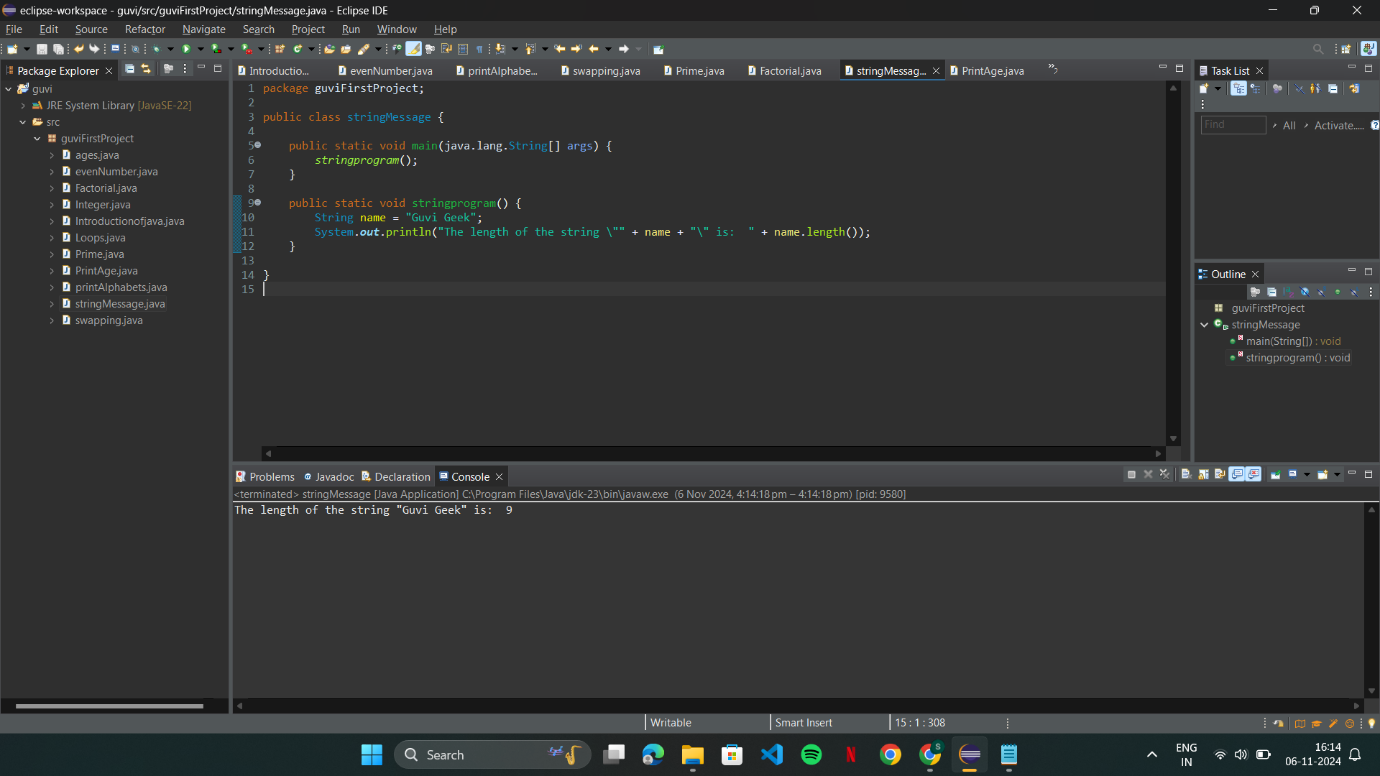 eclipse-workspace - guvi/src/guviFirstProject/stringMessage.java - Eclipse IDE
File Edit Source Refactor Navigate Search Project Run Window Help
Package Explorer
guvi
JRE System Library [JavaSE-22]
src
guviFirstProject
ages.java
evenNumber.java
Factorial.java
Integer.java
Introductionofjava.java
Loops.java
Prime.java
PrintAge.java
printAlphabets.java
stringMessage.java
swapping.java
Introductio... evenNumber.java printAlphabe... swapping.java Prime.java Factorial.java stringMessag... PrintAge.java
1 package guviFirstProject;
2
3 public class stringMessage {
4
5 public static void main(java.lang.String[] args) {
6 stringprogram();
7 }
8
9 public static void stringprogram() {
10 String name = "Guvi Geek";
11 System.out.println("The length of the string \"" + name + "\" is:  " + name.length());
12 }
13
14 }
15
Task List
Find All Activate.....
Outline
guviFirstProject
stringMessage
main(String[]) : void
stringprogram() : void
Problems Javadoc Declaration Console
<terminated> stringMessage [Java Application] C:\Program Files\Java\jdk-23\bin\javaw.exe (6 Nov 2024, 4:14:18 pm – 4:14:18 pm) [pid: 9580]
The length of the string "Guvi Geek" is:  9
Writable Smart Insert 15 : 1 : 308
Search
ENG
IN
16:14
06-11-2024